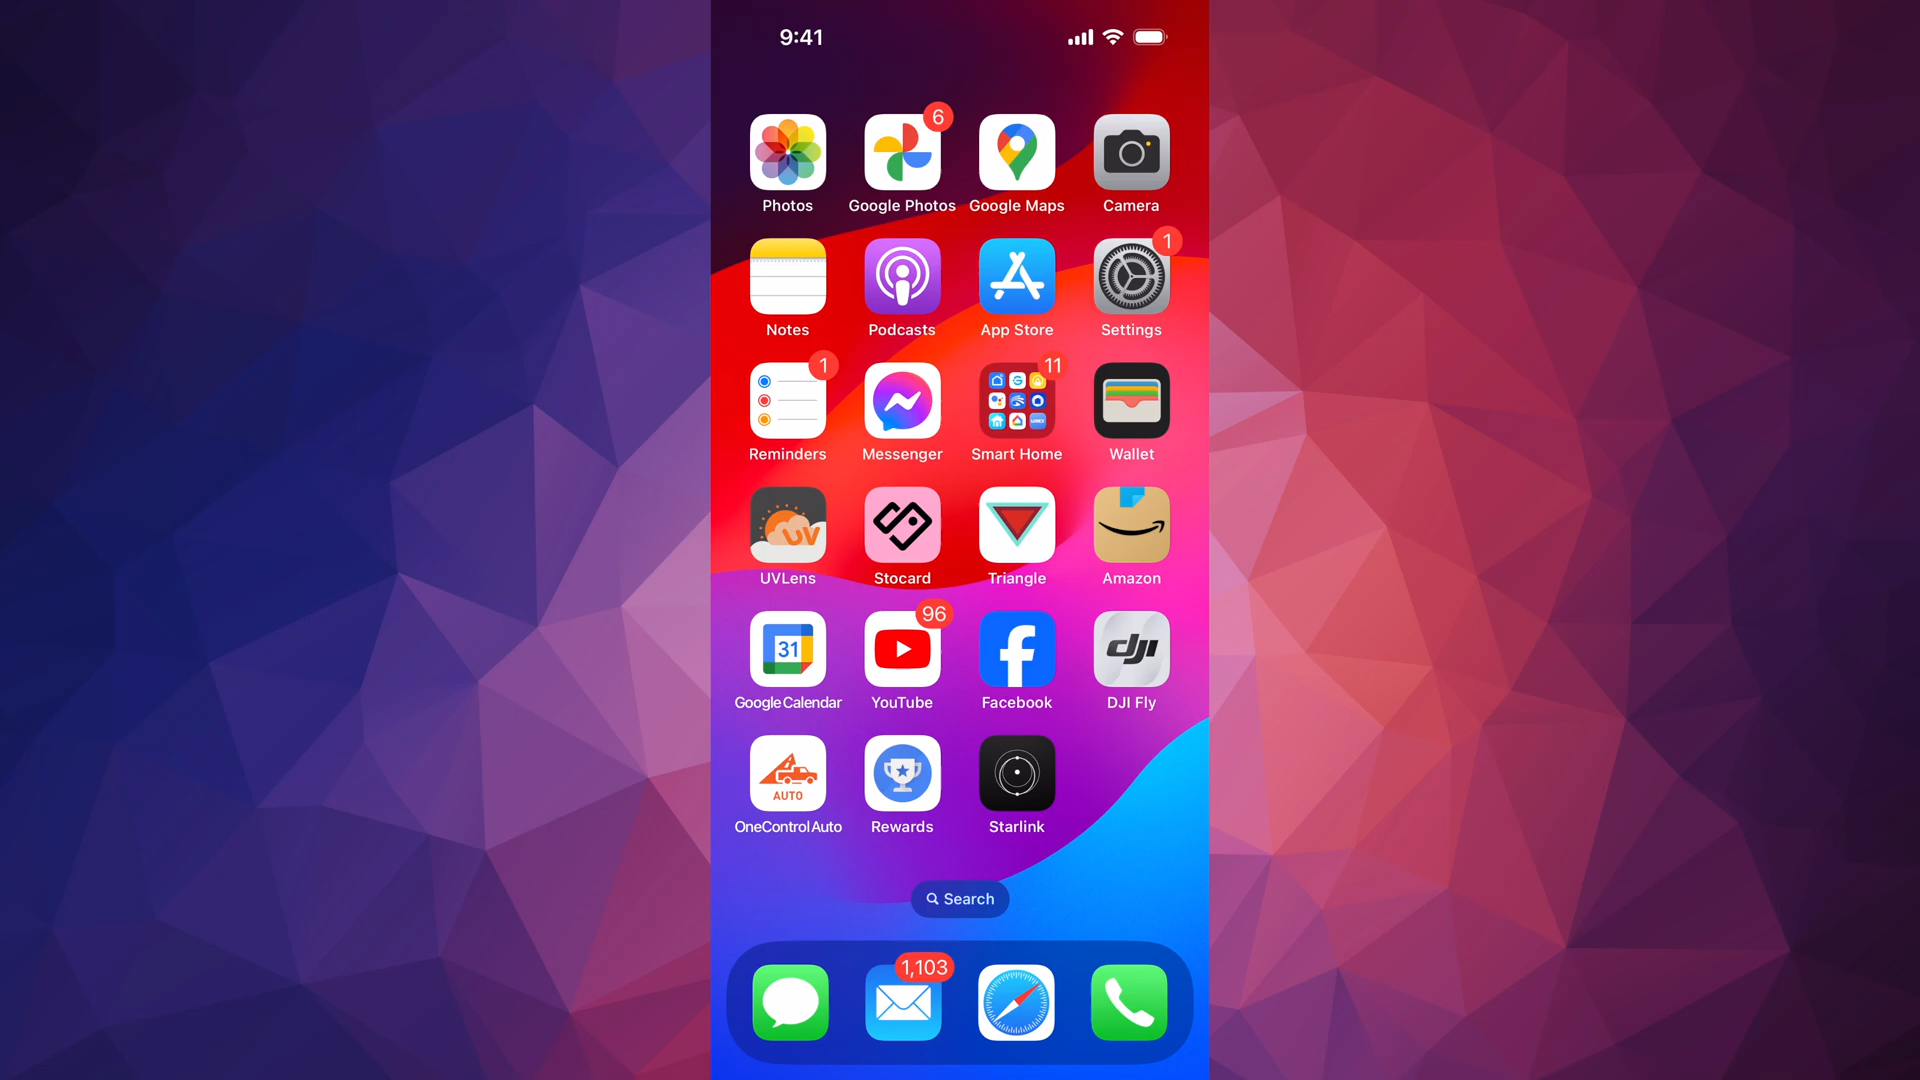 9:41
6
Photos
Google Photos
Google Maps
Camera
1
Notes
Podcasts
App Store
Settings
1
11
Reminders
Messenger
Smart Home
Wallet
UV
UVLens
Stocard
Triangle
Amazon
96
31
dji
Google Calendar
YouTube
Facebook
DJI Fly
AUTO
OneControl Auto
Rewards
Starlink
Search
1,103